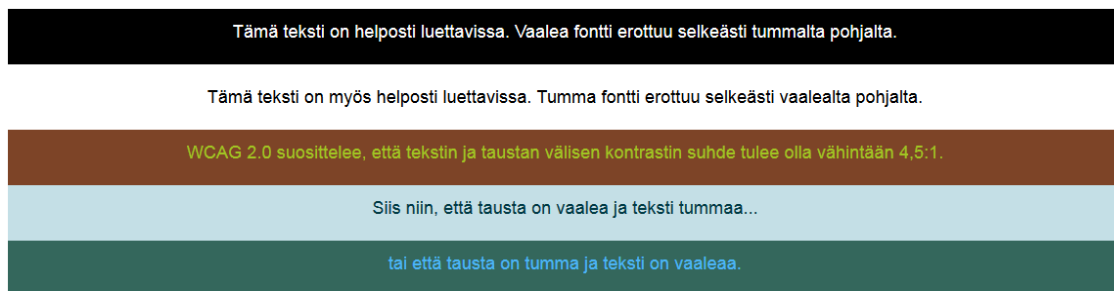 Tämä teksti on helposti luettavissa. Vaalea fontti erottuu selkeästi tummalta pohjalta.
Tämä teksti on myös helposti luettavissa. Tumma fontti erottuu selkeästi vaalealta pohjalta.
WCAG 2.0 suosittelee, että tekstin ja taustan välisen kontrastin suhde tulee olla vähintään 4,5:1.
Siis niin, että tausta on vaalea ja teksti tummaa...
tai että tausta on tumma ja teksti on vaaleaa.